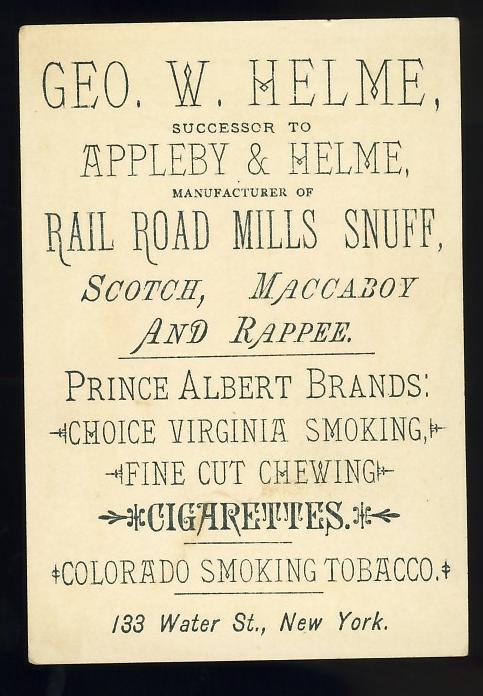 GEO. W. HELME,
SUCCESSOR TO
APPLEBY & HELME,
MANUFACTURER OF
RAIL ROAD MILLS SNUFF,
SCOTCH, MACCABOY
AND RAPPEE.
PRINCE ALBERT BRANDS:
CHOICE VIRGINIA SMOKING,
FINE CUT CHEWING
CIGARETTES.
COLORADO SMOKING TOBACCO.
133 Water St., New York.